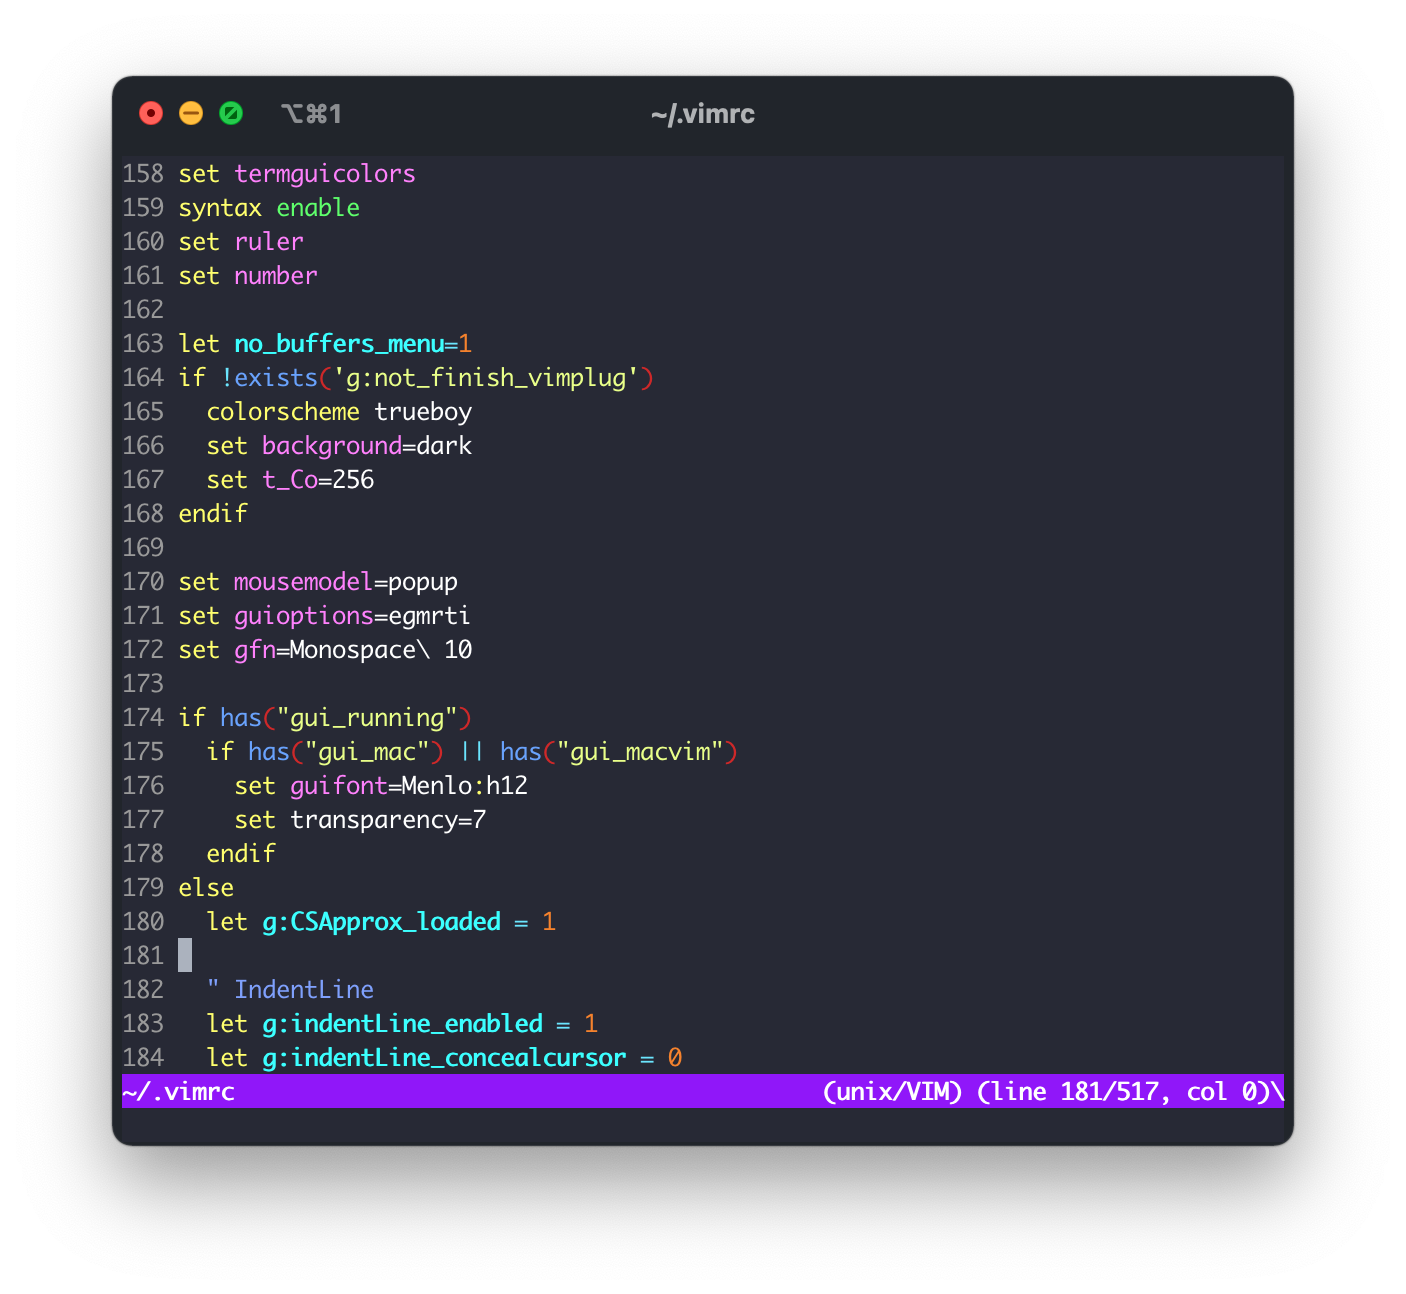 ⌥⌘1 ~/.vimrc
158 set termguicolors
159 syntax enable
160 set ruler
161 set number
162
163 let no_buffers_menu=1
164 if !exists('g:not_finish_vimplug')
165   colorscheme trueboy
166   set background=dark
167   set t_Co=256
168 endif
169
170 set mousemodel=popup
171 set guioptions=egmrti
172 set gfn=Monospace\ 10
173
174 if has("gui_running")
175   if has("gui_mac") || has("gui_macvim")
176     set guifont=Menlo:h12
177     set transparency=7
178   endif
179 else
180   let g:CSApprox_loaded = 1
181
182   " IndentLine
183   let g:indentLine_enabled = 1
184   let g:indentLine_concealcursor = 0
~/.vimrc (unix/VIM) (line 181/517, col 0)\